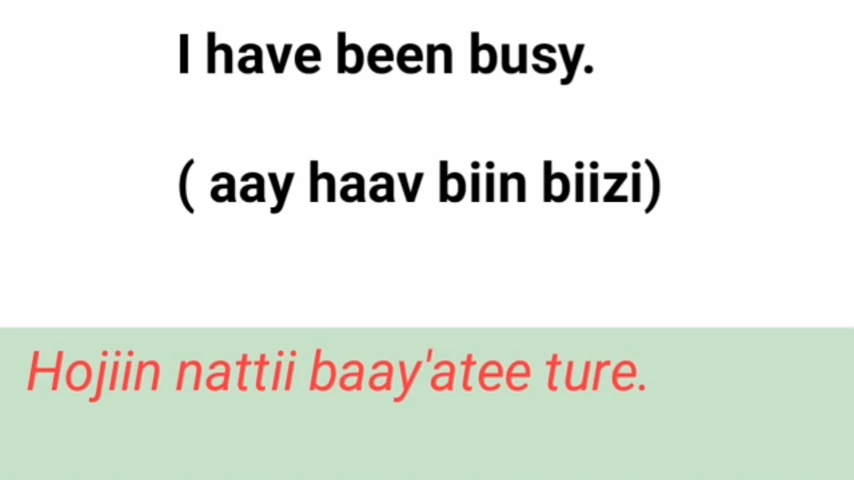 I have been busy.
( aay haav biin biizi)
Hojiin nattii baay'atee ture.